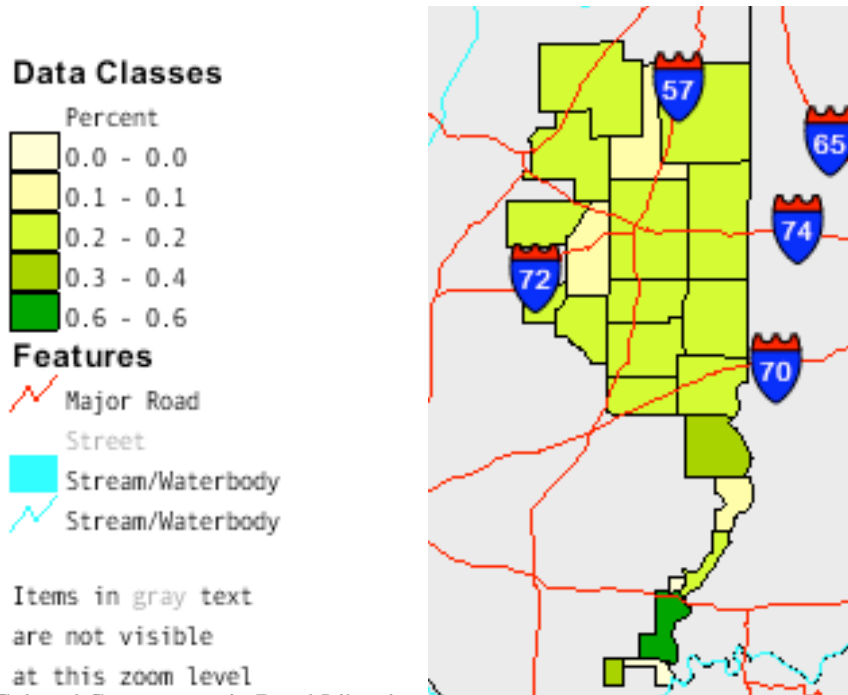 Data Classes
Percent
0.0 - 0.0
0.1 - 0.1
0.2 - 0.2
0.3 - 0.4
0.6 - 0.6
Features
Major Road
Street
Stream/Waterbody
Stream/Waterbody
Items in gray text
are not visible
at this zoom level
57
65
74
72
70